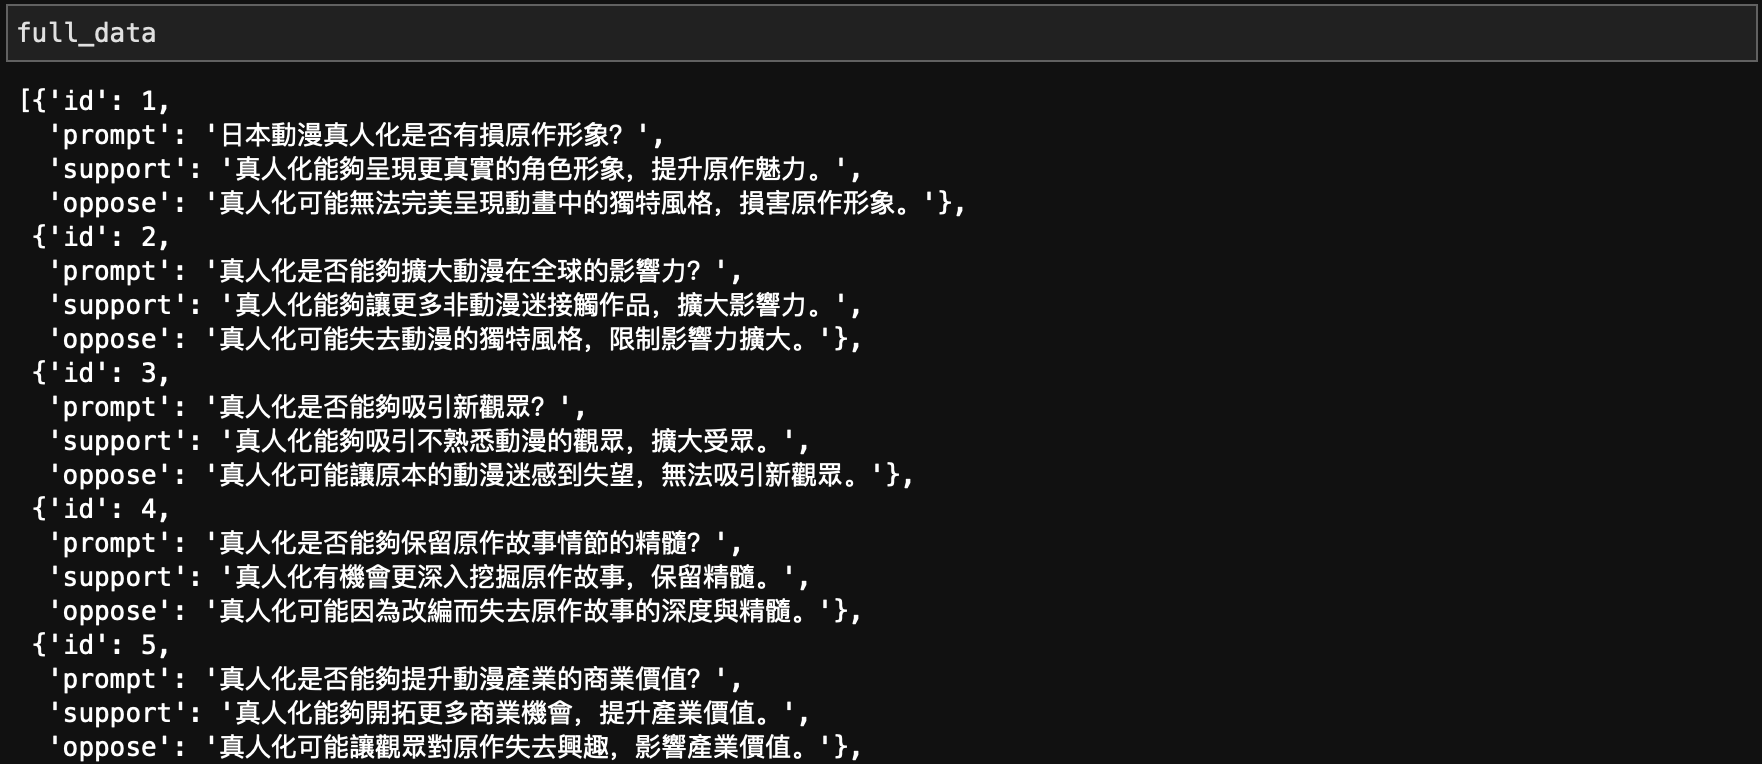 full_data
[{'id': 1,
'prompt': '日本動漫真人化是否有損原作形象？',
'support': '真人化能夠呈現更真實的角色形象，提升原作魅力。',
'oppose': '真人化可能無法完美呈現動畫中的獨特風格，損害原作形象。'},
{'id': 2,
'prompt': '真人化是否能夠擴大動漫在全球的影響力？',
'support': '真人化能夠讓更多非動漫迷接觸作品，擴大影響力。',
'oppose': '真人化可能失去動漫的獨特風格，限制影響力擴大。'},
{'id': 3,
'prompt': '真人化是否能夠吸引新觀眾？',
'support': '真人化能夠吸引不熟悉動漫的觀眾，擴大受眾。',
'oppose': '真人化可能讓原本的動漫迷感到失望，無法吸引新觀眾。'},
{'id': 4,
'prompt': '真人化是否能夠保留原作故事情節的精髓？',
'support': '真人化有機會更深入挖掘原作故事，保留精髓。',
'oppose': '真人化可能因為改編而失去原作故事的深度與精髓。'},
{'id': 5,
'prompt': '真人化是否能夠提升動漫產業的商業價值？',
'support': '真人化能夠開拓更多商業機會，提升產業價值。',
'oppose': '真人化可能讓觀眾對原作失去興趣，影響產業價值。'},